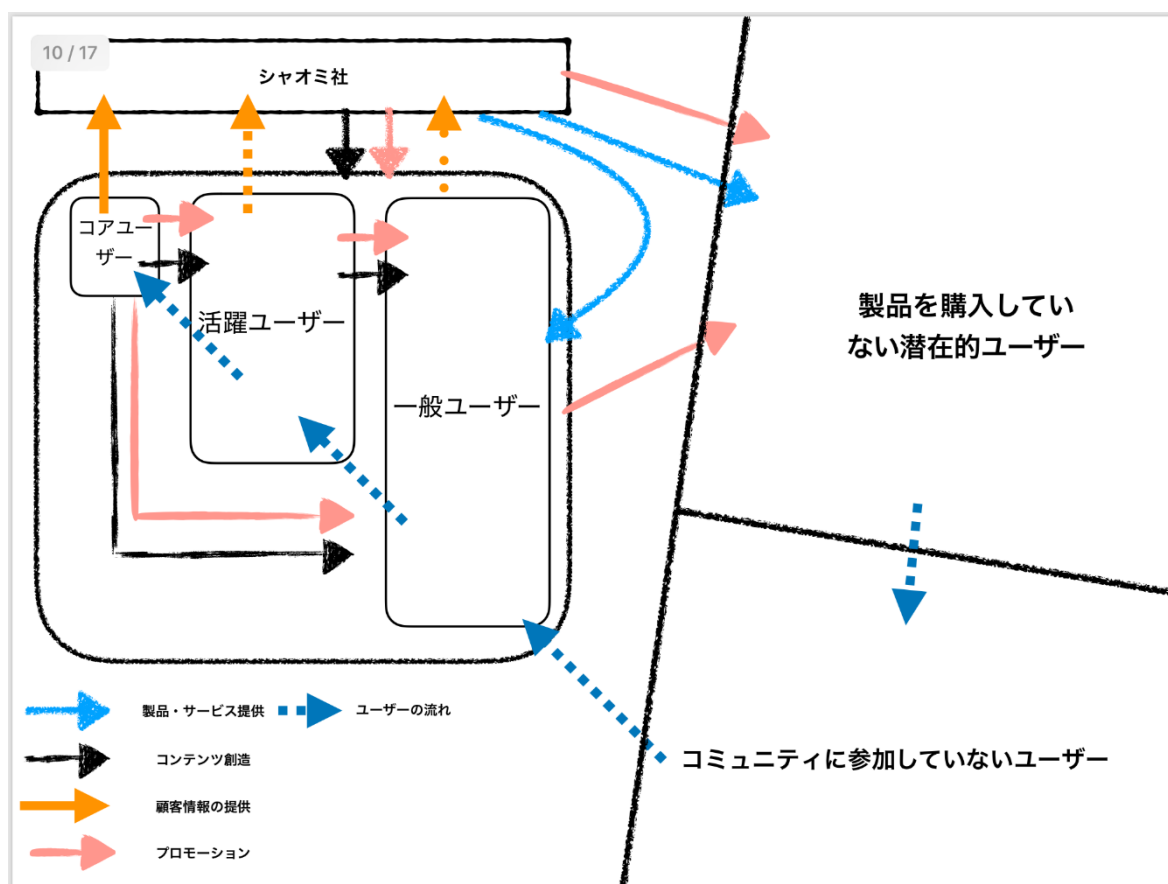 10 / 17
シャオミ社
コアユー
ザー
活躍ユーザー
一般ユーザー
製品を購入してい
ない潜在的ユーザー
コミュニティに参加していないユーザー
製品・サービス提供
ユーザーの流れ
コンテンツ創造
顧客情報の提供
プロモーション